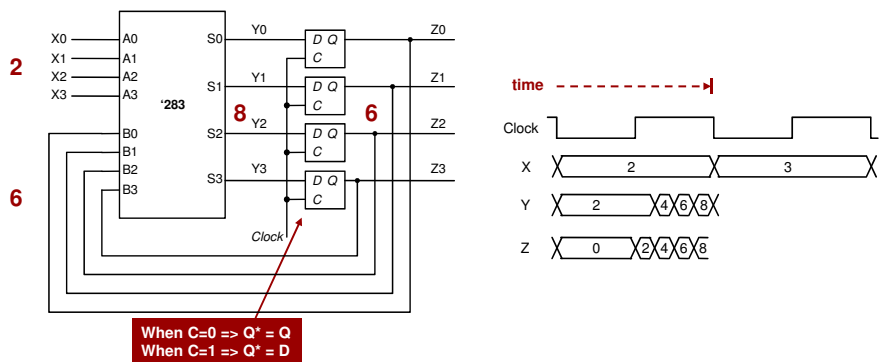 Y0 Z0
X0 A0 S0 D Q
X1 A1 C
2 X2 A2 Y1 Z1
X3 A3 S1 D Q
'283 8 C 6
Y2 Z2
B0 S2 D Q
B1 C
B2 Y3 Z3
6 B3 S3 D Q
C
Clock
When C=0 => Q* = Q
When C=1 => Q* = D
time
Clock
X 2 3
Y 2 4 6 8
Z 0 2 4 6 8